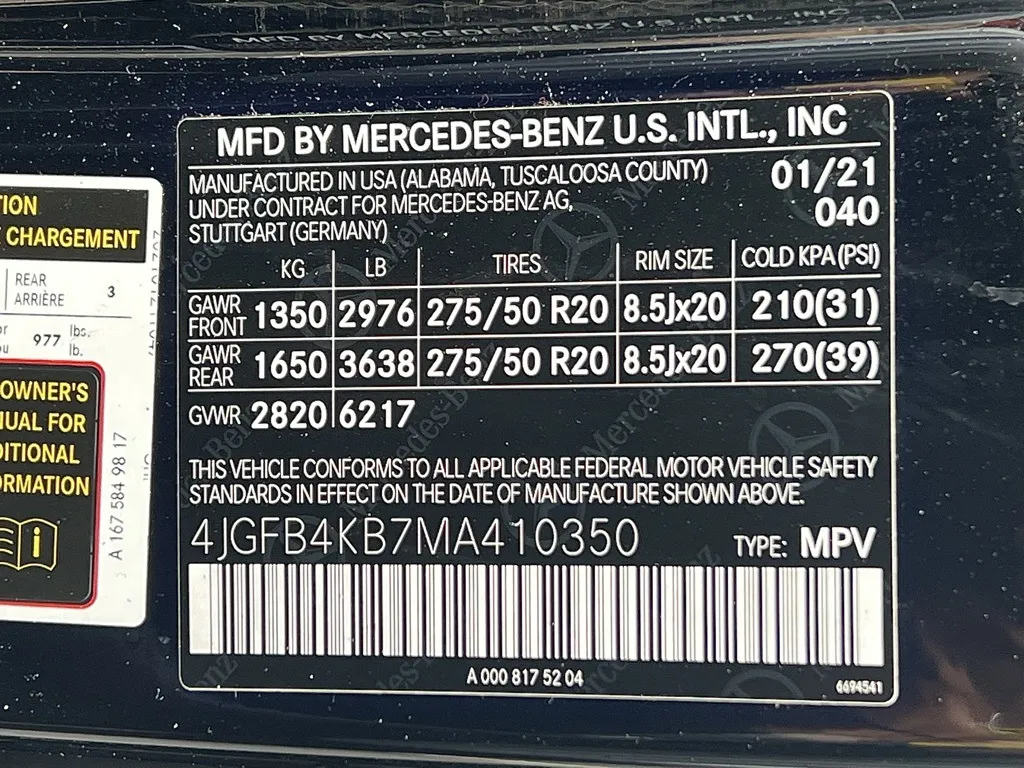 MFD BY MERCEDES-BENZ U.S. INTL., INC
MANUFACTURED IN USA (ALABAMA, TUSCALOOSA COUNTY)
UNDER CONTRACT FOR MERCEDES-BENZ AG,
STUTTGART (GERMANY)
01/21
040
KG LB TIRES RIM SIZE COLD KPA (PSI)
GAWR FRONT 1350 2976 275/50 R20 8.5Jx20 210(31)
GAWR REAR 1650 3638 275/50 R20 8.5Jx20 270(39)
GVWR 2820 6217
THIS VEHICLE CONFORMS TO ALL APPLICABLE FEDERAL MOTOR VEHICLE SAFETY
STANDARDS IN EFFECT ON THE DATE OF MANUFACTURE SHOWN ABOVE.
4JGFB4KB7MA410350
TYPE: MPV
A 000 817 52 04
6694541
CHARGEMENT
REAR
ARRIÈRE 3
977 lbs.
lb.
OWNER'S
FOR
INFORMATION
A 167 584 98 17